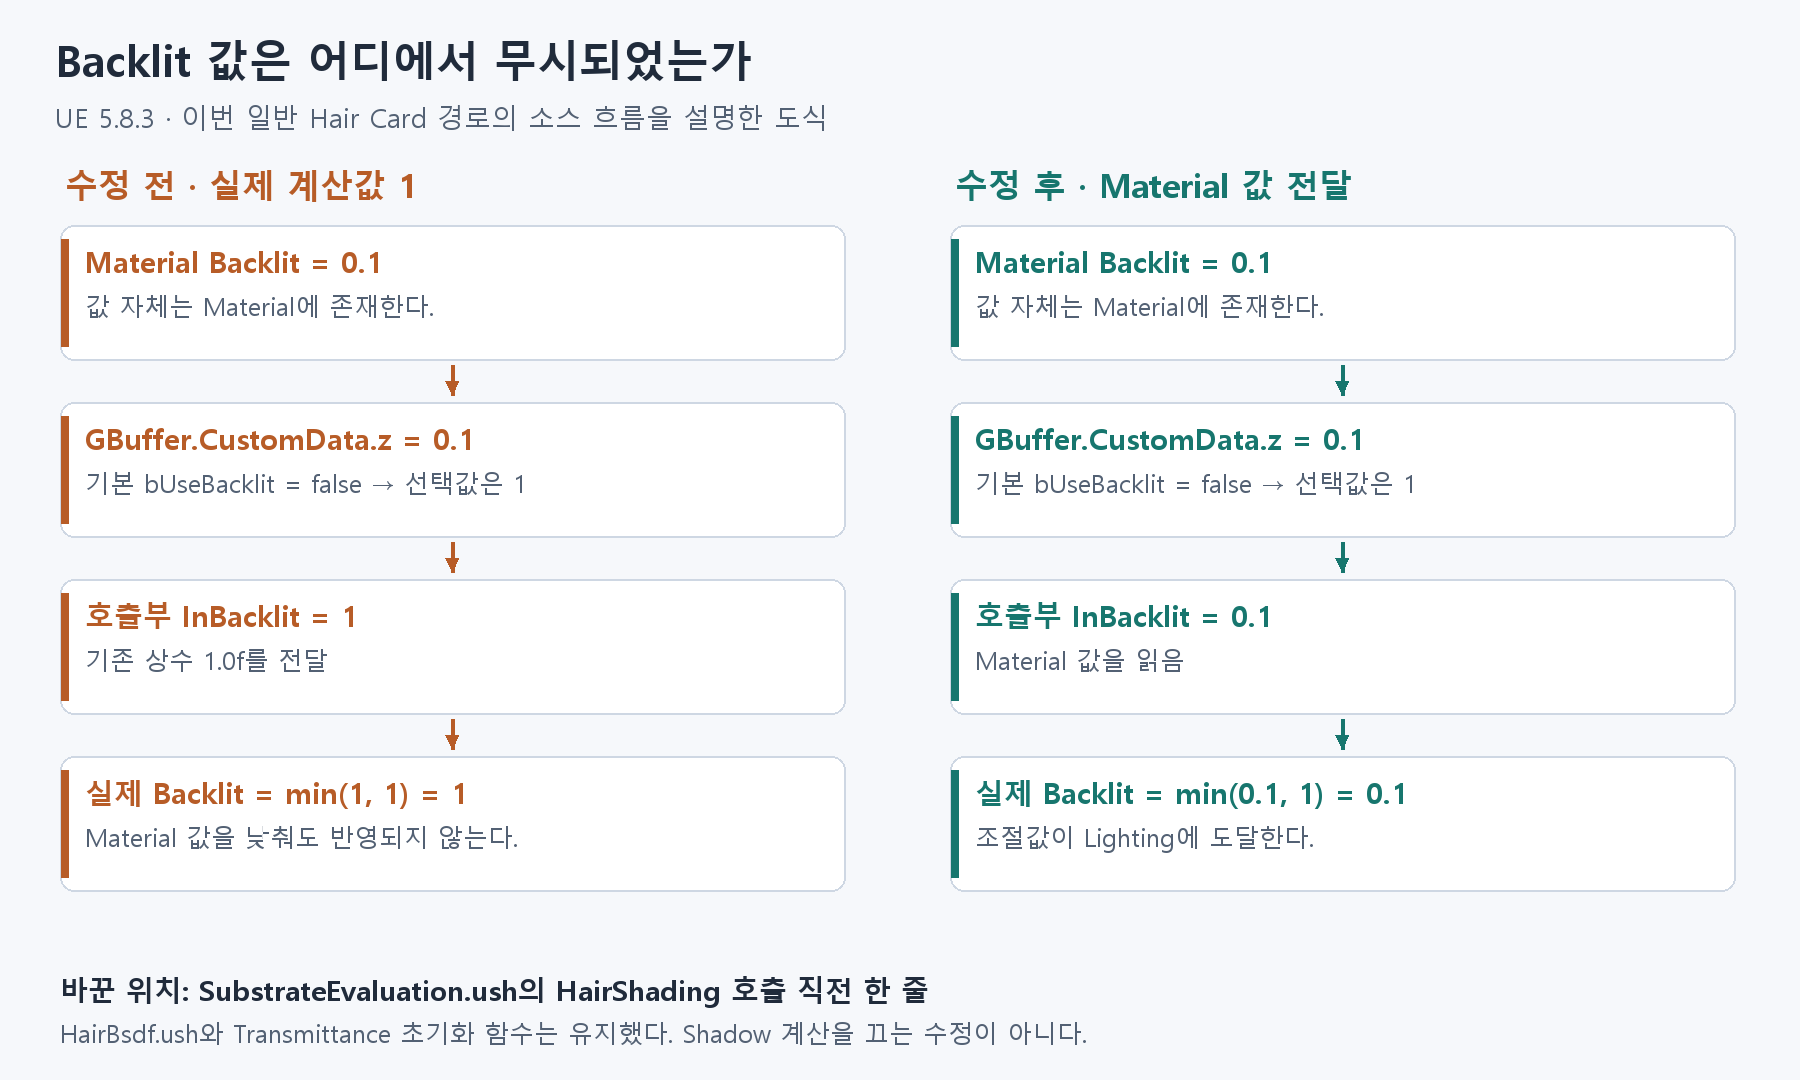 Backlit 값은 어디에서 무시되었는가
UE 5.8.3 · 이번 일반 Hair Card 경로의 소스 흐름을 설명한 도식
수정 전 · 실제 계산값 1
Material Backlit = 0.1
값 자체는 Material에 존재한다.
GBuffer.CustomData.z = 0.1
기본 bUseBacklit = false → 선택값은 1
호출부 InBacklit = 1
기존 상수 1.0f를 전달
실제 Backlit = min(1, 1) = 1
Material 값을 낮춰도 반영되지 않는다.
수정 후 · Material 값 전달
Material Backlit = 0.1
값 자체는 Material에 존재한다.
GBuffer.CustomData.z = 0.1
기본 bUseBacklit = false → 선택값은 1
호출부 InBacklit = 0.1
Material 값을 읽음
실제 Backlit = min(0.1, 1) = 0.1
조절값이 Lighting에 도달한다.
바꾼 위치: SubstrateEvaluation.ush의 HairShading 호출 직전 한 줄
HairBsdf.ush와 Transmittance 초기화 함수는 유지했다. Shadow 계산을 끄는 수정이 아니다.